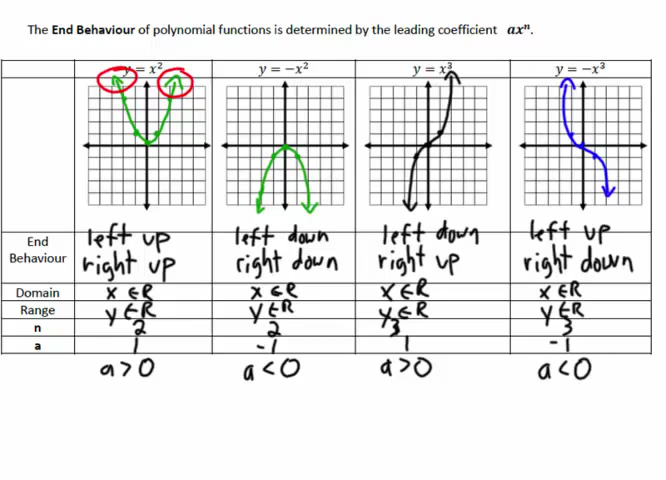 The End Behaviour of polynomial functions is determined by the leading coefficient axⁿ.
y = x² y = −x² y = x³ y = −x³
End Behaviour
left up right up
left down right down
left down right up
left up right down
Domain x ∈ R x ∈ R x ∈ R x ∈ R
Range y ∈ R y ∈ R y ∈ R y ∈ R
n 2 2 3 3
a 1 -1 1 -1
a > 0 a < 0 a > 0 a < 0